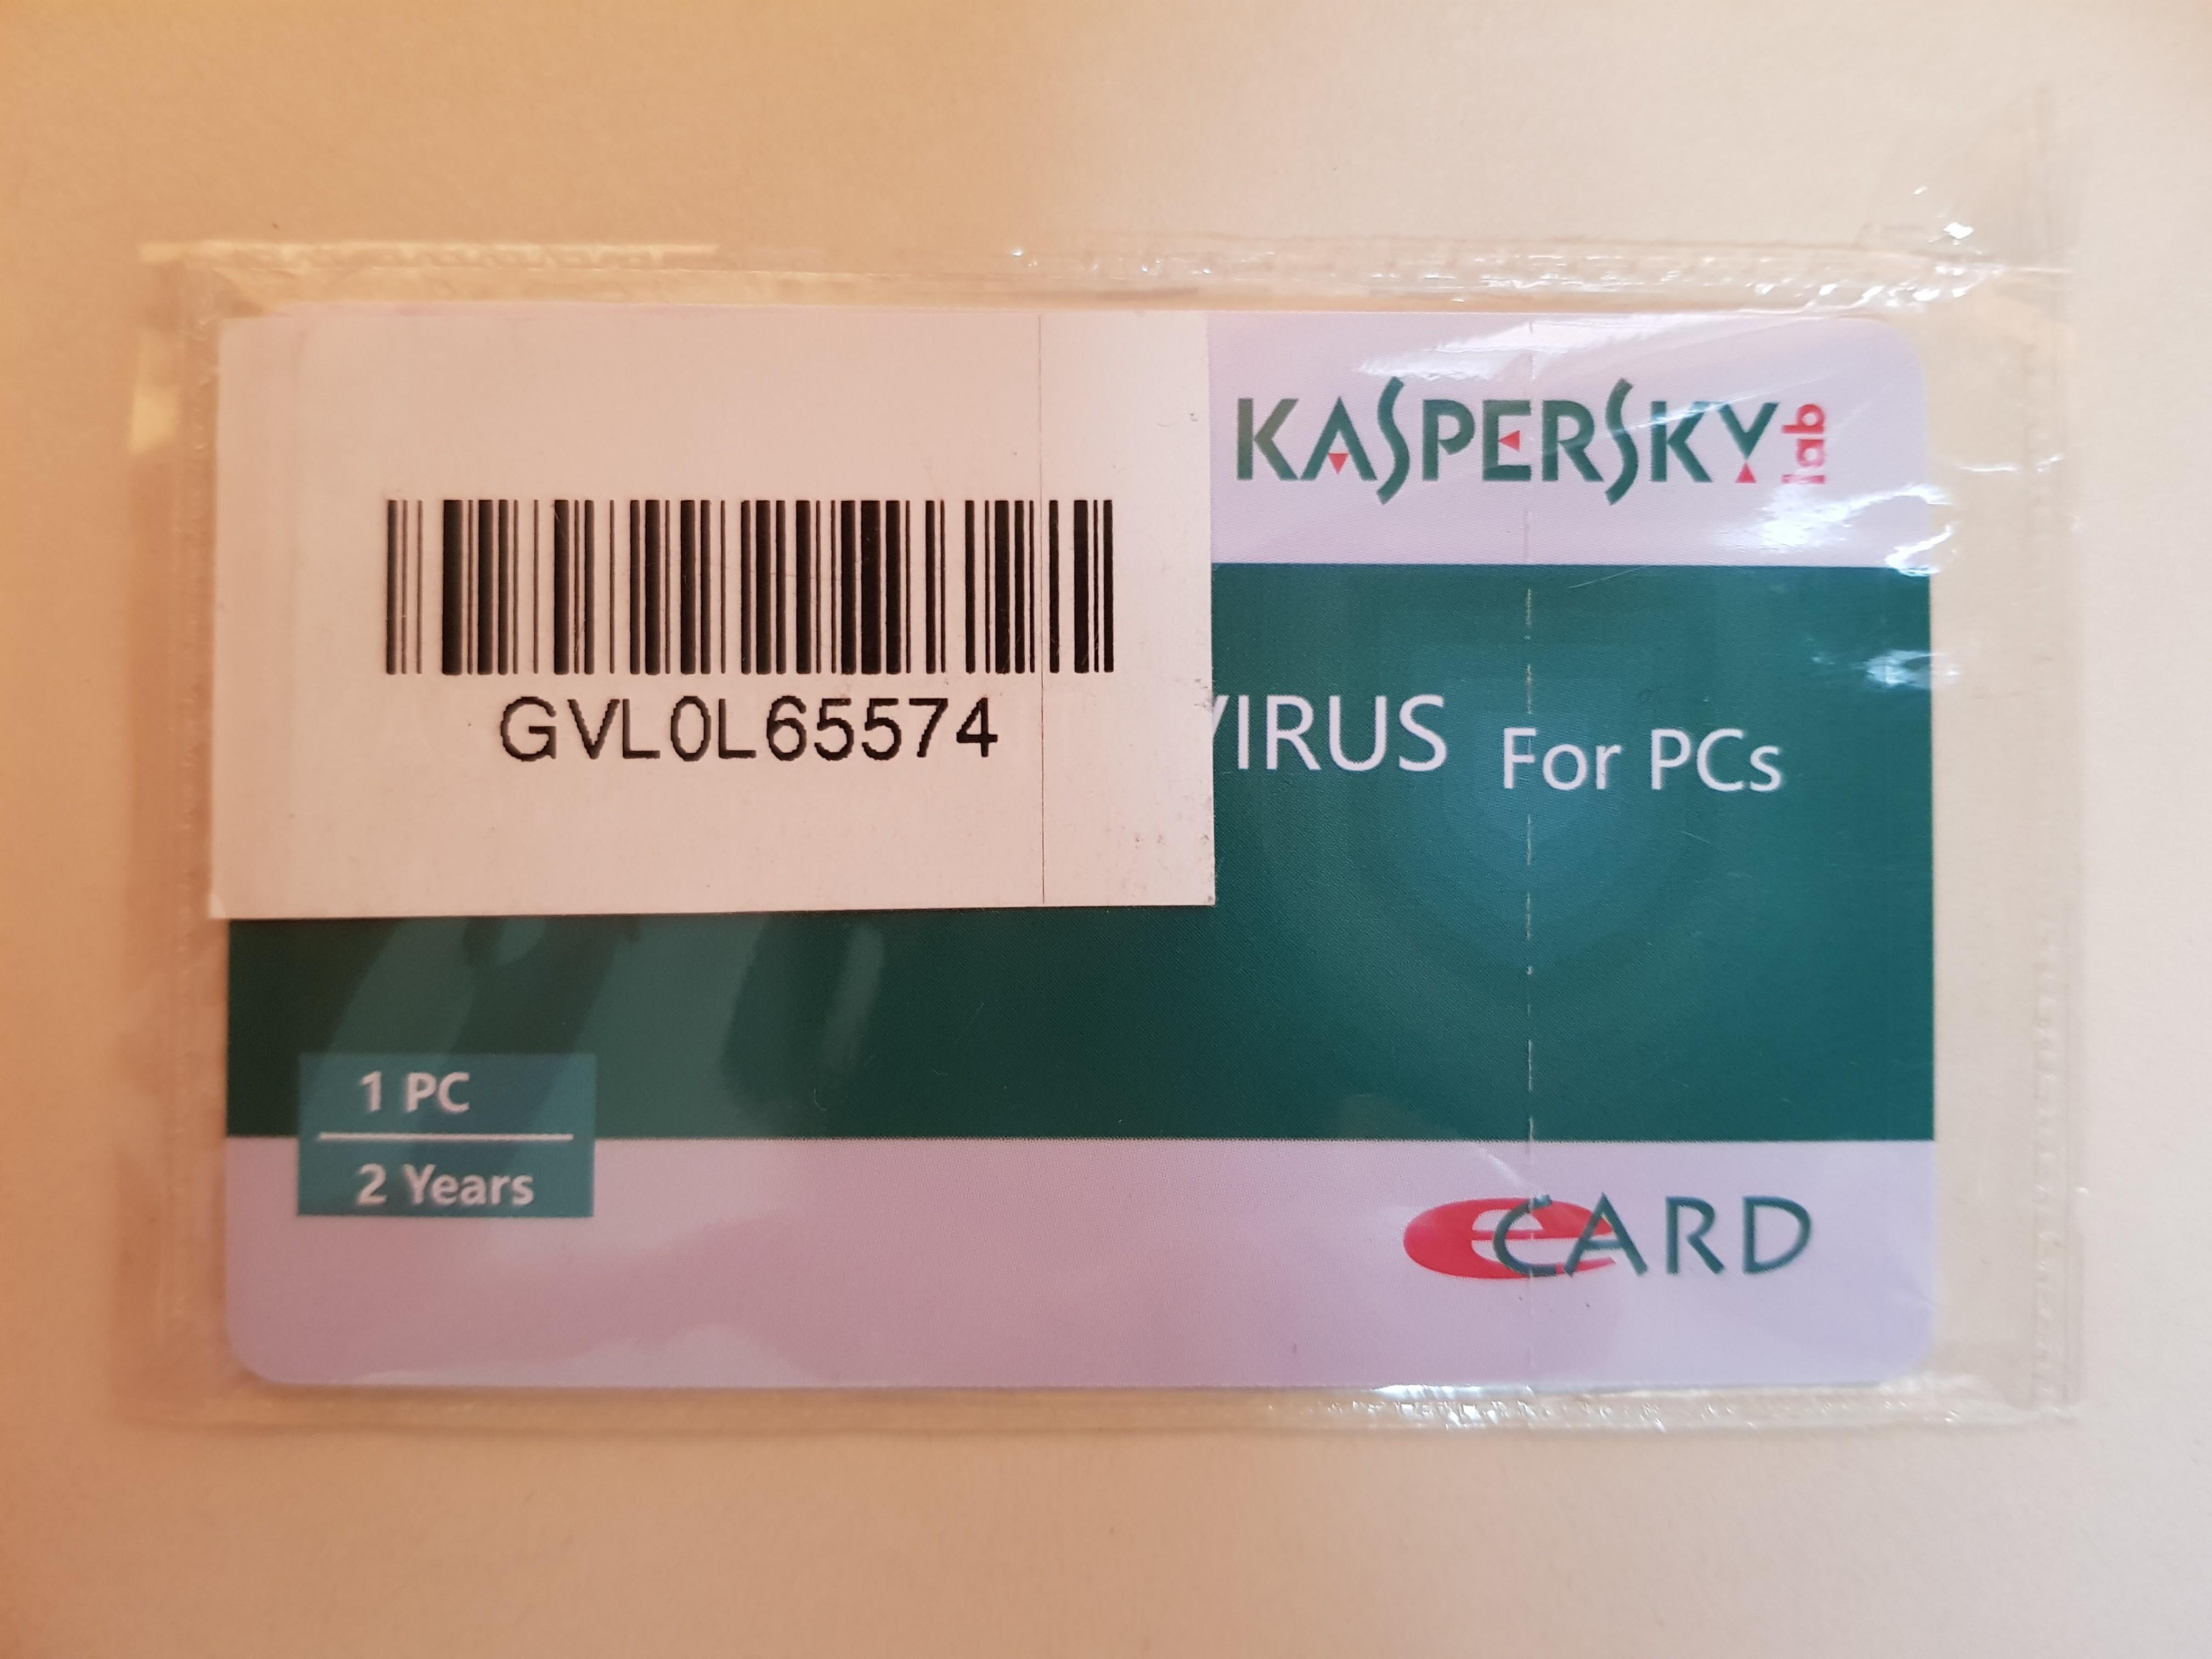 KASPERSKY lab
GVL0L65574
VIRUS For PCs
1 PC
2 Years
eCARD